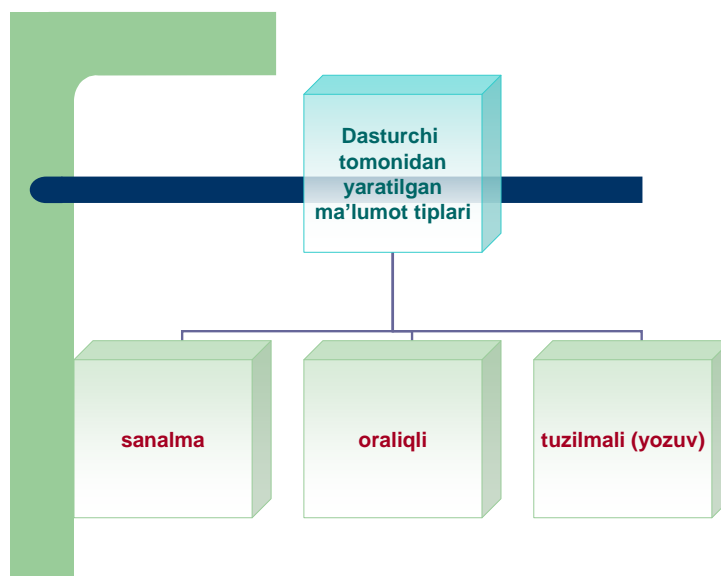 Dasturchi
tomonidan
yaratilgan
ma’lumot tiplari
sanalma
oraliqli
tuzilmali (yozuv)